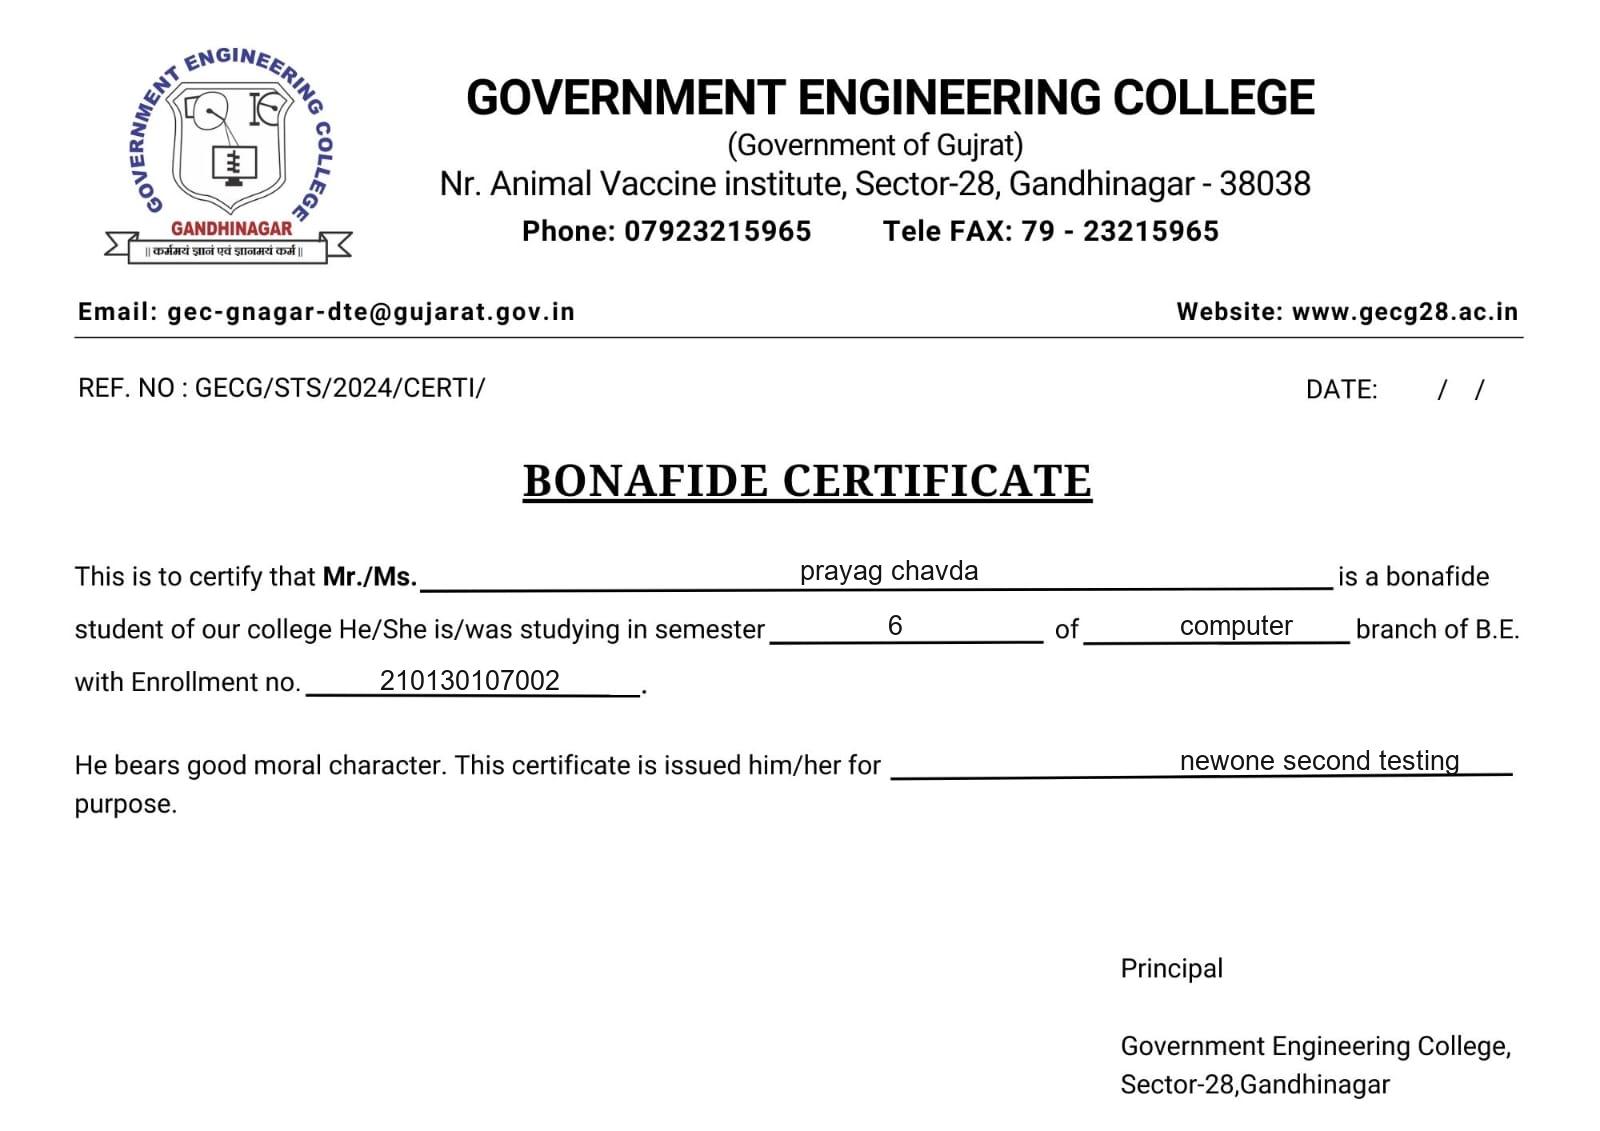 GOVERNMENT ENGINEERING COLLEGE
GANDHINAGAR
|| कर्ममयं ज्ञानं एवं ज्ञानमयं कर्म ||
GOVERNMENT ENGINEERING COLLEGE
(Government of Gujrat)
Nr. Animal Vaccine institute, Sector-28, Gandhinagar - 38038
Phone: 07923215965 Tele FAX: 79 - 23215965
Email: gec-gnagar-dte@gujarat.gov.in Website: www.gecg28.ac.in
REF. NO : GECG/STS/2024/CERTI/ DATE: / /
BONAFIDE CERTIFICATE
This is to certify that Mr./Ms. prayag chavda is a bonafide
student of our college He/She is/was studying in semester 6 of computer branch of B.E.
with Enrollment no. 210130107002 .
He bears good moral character. This certificate is issued him/her for newone second testing
purpose.
Principal
Government Engineering College,
Sector-28,Gandhinagar